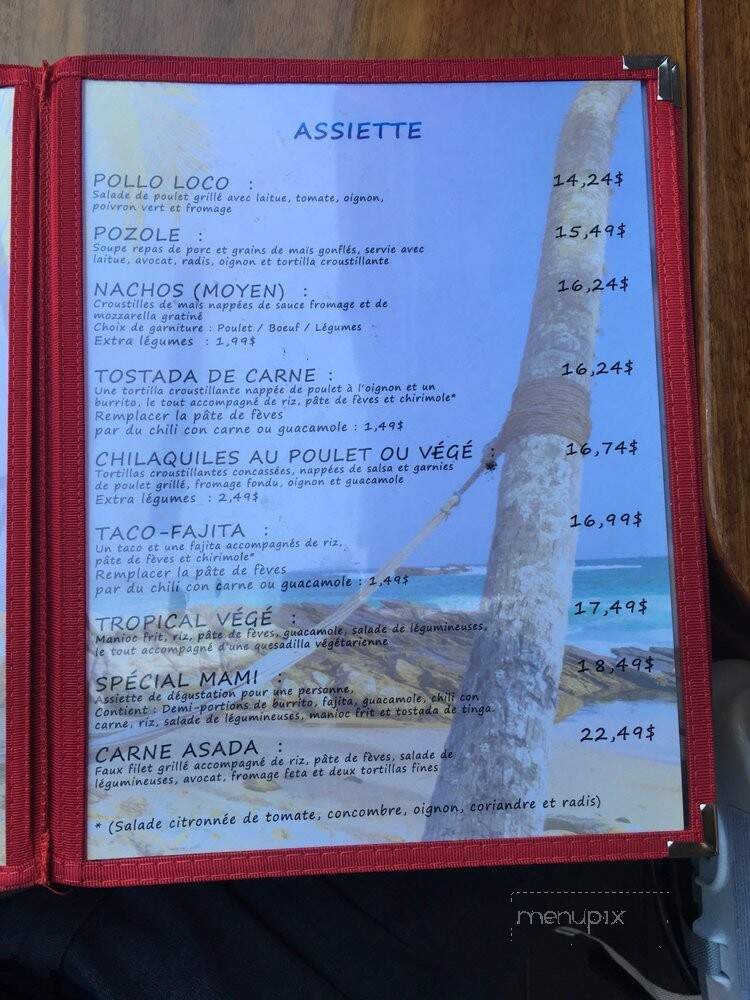 ASSIETTE
POLLO LOCO : 14,24$
Salade de poulet grillé avec laitue, tomate, oignon,
poivron vert et fromage
POZOLE : 15,49$
Soupe repas de porc et grains de maïs gonflés, servie avec
laitue, avocat, radis, oignon et tortilla croustillante
NACHOS (MOYEN) : 16,24$
Croustilles de maïs nappées de sauce fromage et de
mozzarella gratiné
Choix de garniture : Poulet / Boeuf / Légumes
Extra légumes : 1,99$
TOSTADA DE CARNE : 16,24$
Une tortilla croustillante nappée de poulet à l'oignon et un
burrito, le tout accompagné de riz, pâte de fèves et chirimole*
Remplacer la pâte de fèves
par du chili con carne ou guacamole : 1,49$
CHILAQUILES AU POULET OU VÉGÉ : 16,74$
Tortillas croustillantes concassées, nappées de salsa et garnies
de poulet grillé, fromage fondu, oignon et guacamole
Extra légumes : 2,49$
TACO-FAJITA : 16,99$
Un taco et une fajita accompagnés de riz,
pâte de fèves et chirimole*
Remplacer la pâte de fèves
par du chili con carne ou guacamole : 1,49$
TROPICAL VÉGÉ : 17,49$
Manioc frit, riz, pâte de fèves, guacamole, salade de légumineuses,
le tout accompagné d'une quesadilla végétarienne
SPÉCIAL MAMI : 18,49$
Assiette de dégustation pour une personne,
Contient : Demi-portions de burrito, fajita, guacamole, chili con
carne, riz, salade de légumineuses, manioc frit et tostada de tinga.
CARNE ASADA : 22,49$
Faux filet grillé accompagné de riz, pâte de fèves, salade de
légumineuses, avocat, fromage feta et deux tortillas fines
* (Salade citronnée de tomate, concombre, oignon, coriandre et radis)
menupix